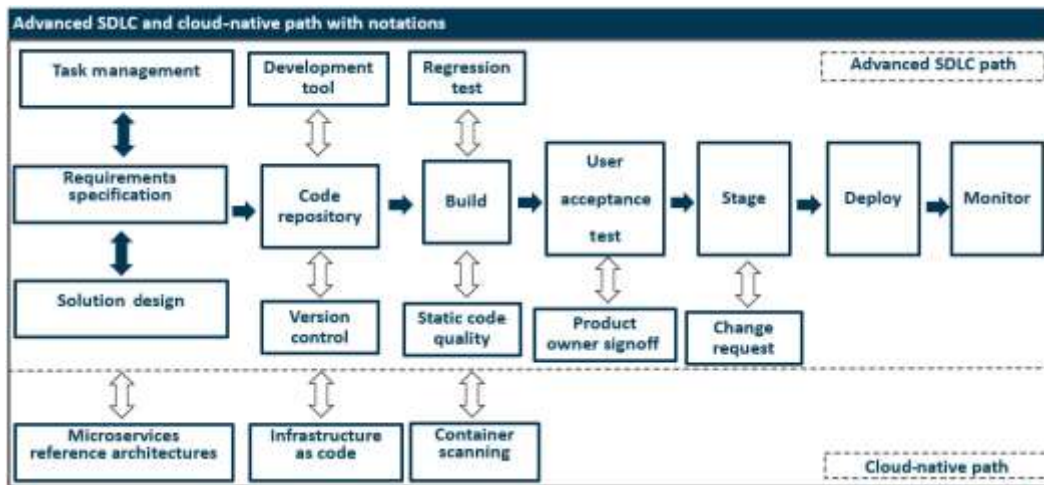 Advanced SDLC and cloud-native path with notations
Task management
Development
tool
Regression
test
Advanced SDLC path
Requirements
specification
Code
repository
Build
User
acceptance
test
Stage
Deploy
Monitor
Solution design
Version
control
Static code
quality
Product
owner signoff
Change
request
Microservices
reference architectures
Infrastructure
as code
Container
scanning
Cloud-native path